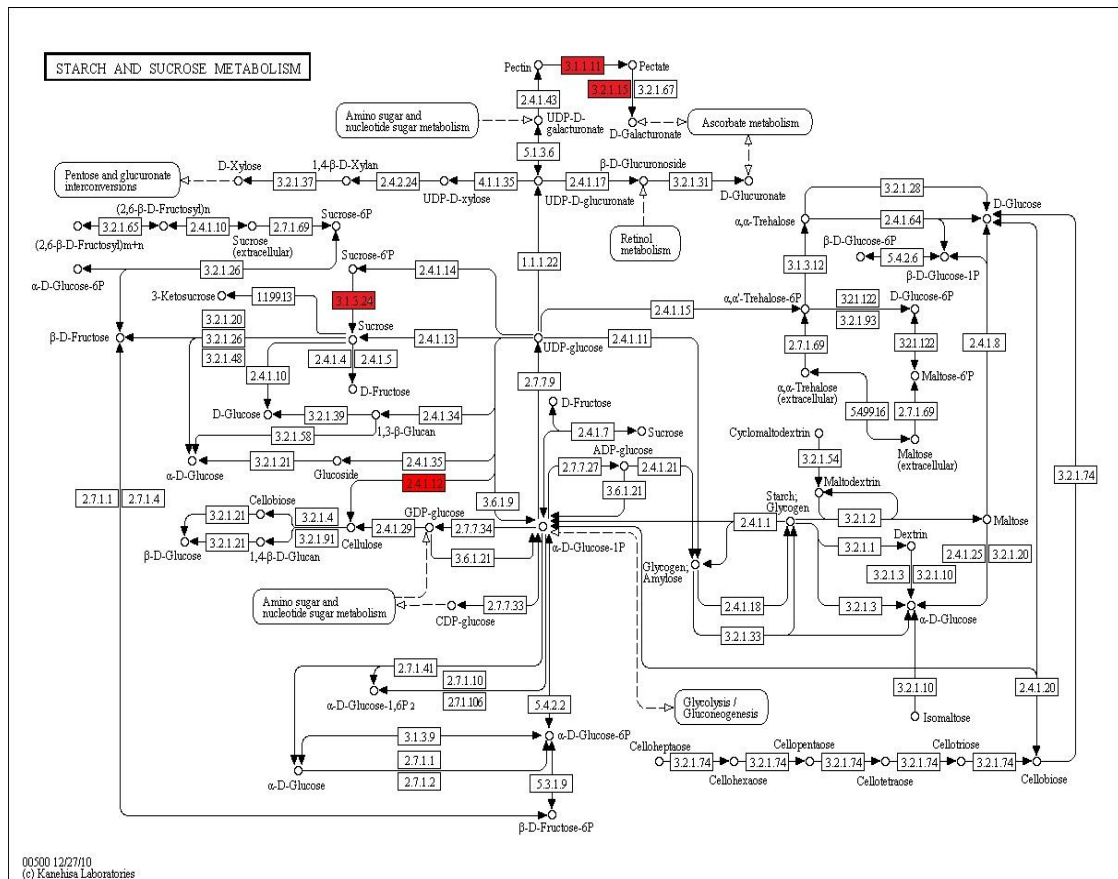 STARCH AND SUCROSE METABOLISM
Pectin
3.1.1.11
Pectate
3.2.1.15
3.2.1.67
2.4.1.43
Amino sugar and
nucleotide sugar metabolism
UDP-D-
galacturonate
D-Galacturonate
Ascorbate metabolism
5.1.3.6
Pentose and glucuronate
interconversions
D-Xylose
3.2.1.37
1,4-β-D-Xylan
2.4.2.24
UDP-D-xylose
4.1.1.35
UDP-D-glucuronate
2.4.1.17
β-D-Glucuronoside
3.2.1.31
D-Glucuronate
Retinol
metabolism
1.1.1.22
(2,6-β-D-Fructosyl)n
3.2.1.65
2.4.1.10
Sucrose
(extracellular)
2.7.1.69
Sucrose-6P
(2,6-β-D-Fructosyl)m+n
α-D-Glucose-6P
3.2.1.26
Sucrose-6'P
2.4.1.14
3.1.3.24
3-Ketosucrose
1.1.99.13
Sucrose
β-D-Fructose
3.2.1.20
3.2.1.26
3.2.1.48
2.4.1.4
2.4.1.5
D-Fructose
2.4.1.13
UDP-glucose
2.4.1.11
2.4.1.15
2.4.1.10
D-Glucose
3.2.1.39
2.4.1.34
1,3-β-Glucan
3.2.1.58
α-D-Glucose
3.2.1.21
Glucoside
2.4.1.35
2.4.1.12
2.7.7.9
D-Fructose
2.4.1.7
Sucrose
ADP-glucose
2.7.7.27
2.4.1.21
3.6.1.21
3.6.1.9
α,α-Trehalose
3.2.1.28
D-Glucose
2.4.1.64
β-D-Glucose-6P
5.4.2.6
β-D-Glucose-1P
3.1.3.12
α,α'-Trehalose-6P
3.2.1.122
3.2.1.93
D-Glucose-6P
2.7.1.69
3.2.1.122
2.4.1.8
α,α-Trehalose
(extracellular)
Maltose-6'P
5.4.99.16
2.7.1.69
Maltose
(extracellular)
Cyclomaltodextrin
3.2.1.54
Maltodextrin
3.2.1.74
2.7.1.1
2.7.1.4
Cellobiose
3.2.1.21
3.2.1.4
3.2.1.91
3.2.1.21
β-D-Glucose
1,4-β-D-Glucan
Cellulose
2.4.1.29
GDP-glucose
2.7.7.34
3.6.1.21
α-D-Glucose-1P
Amino sugar and
nucleotide sugar metabolism
CDP-glucose
2.7.7.33
Starch;
Glycogen
2.4.1.1
3.2.1.2
Maltose
3.2.1.1
Dextrin
3.2.1.3
3.2.1.10
2.4.1.25
3.2.1.20
Glycogen;
Amylose
2.4.1.18
3.2.1.3
α-D-Glucose
3.2.1.33
2.7.1.41
2.7.1.10
2.7.1.106
α-D-Glucose-1,6P2
5.4.2.2
Glycolysis /
Gluconeogenesis
3.2.1.10
Isomaltose
2.4.1.20
3.1.3.9
α-D-Glucose-6P
α-D-Glucose
2.7.1.1
2.7.1.2
5.3.1.9
β-D-Fructose-6P
Celloheptaose
3.2.1.74
Cellohexaose
3.2.1.74
Cellopentaose
3.2.1.74
Cellotetraose
3.2.1.74
Cellotriose
3.2.1.74
Cellobiose
00500 12/27/10
(c) Kanehisa Laboratories